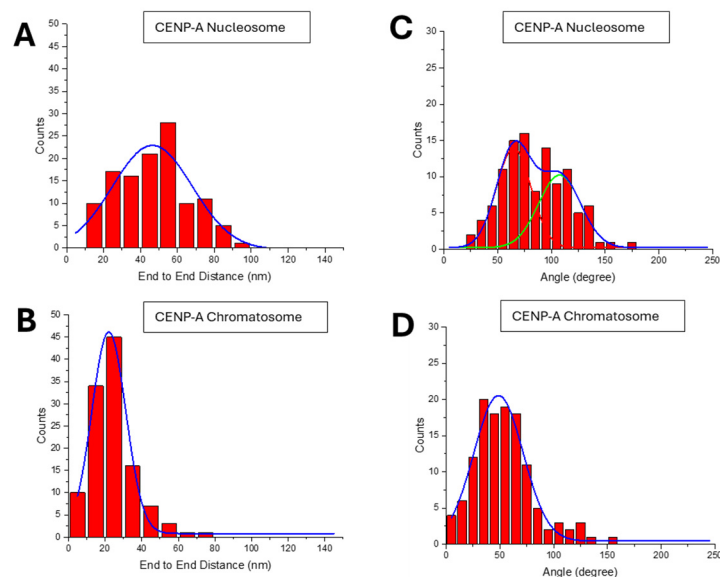 A
CENP-A Nucleosome
50
45
40
35
30
25
20
15
10
5
0
Counts
0 20 40 60 80 100 120 140
End to End Distance (nm)
C
CENP-A Nucleosome
30
25
20
15
10
5
0
Counts
0 50 100 150 200 250
Angle (degree)
B
CENP-A Chromatosome
50
45
40
35
30
25
20
15
10
5
0
Counts
0 20 40 60 80 100 120 140
End to End Distance (nm)
D
CENP-A Chromatosome
30
25
20
15
10
5
0
Counts
0 50 100 150 200 250
Angle (degree)